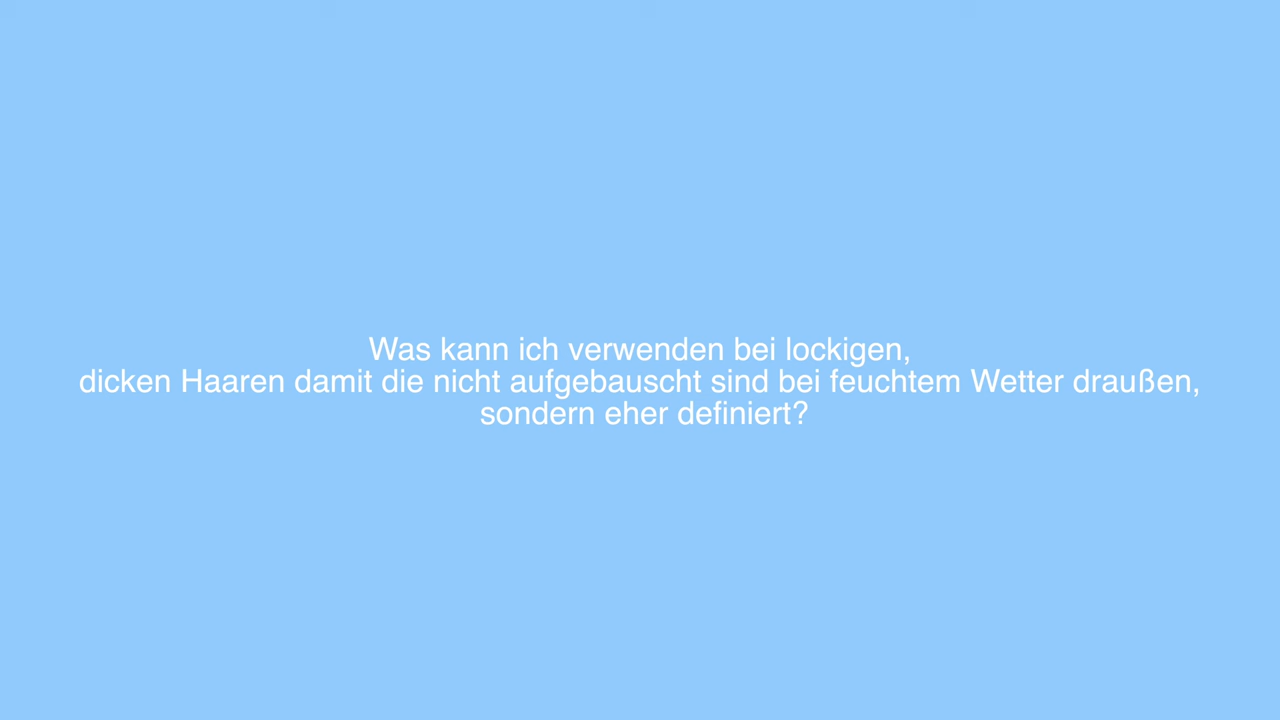 Was kann ich verwenden bei lockigen,
dicken Haaren damit die nicht aufgebauscht sind bei feuchtem Wetter draußen,
sondern eher definiert?